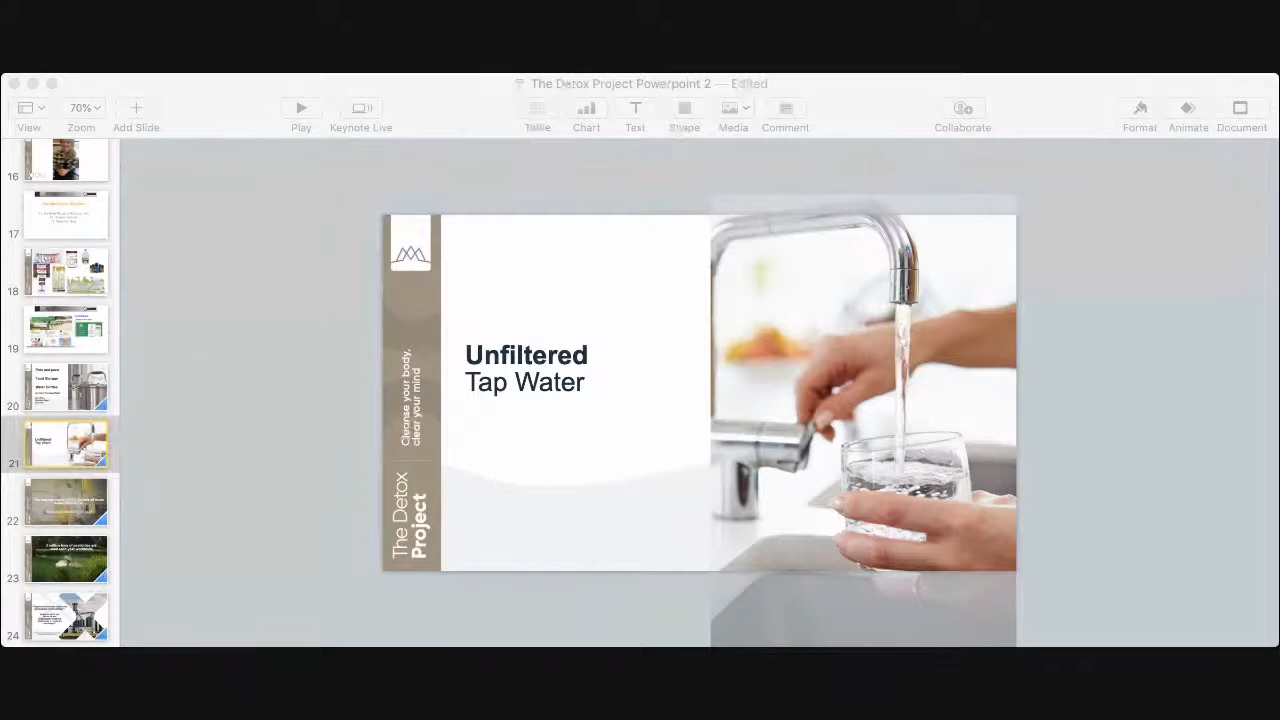 The Detox Project Powerpoint 2 — Edited
70%
View
Zoom
Add Slide
Play
Keynote Live
Table
Chart
Text
Shape
Media
Comment
Collaborate
Format
Animate
Document
16
17
18
19
20
21
22
23
24
Unfiltered
Tap Water
Cleanse your body,
clear your mind
The Detox
Project